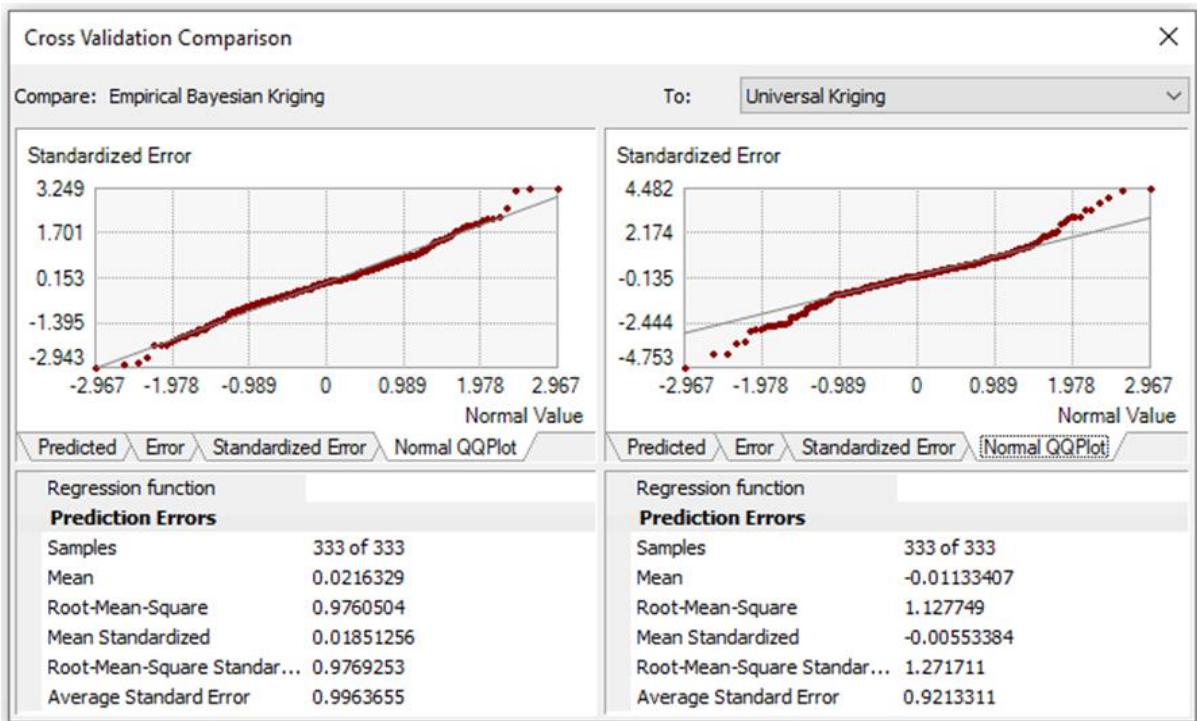 Cross Validation Comparison
Compare: Empirical Bayesian Kriging
To: Universal Kriging
Standardized Error
3.249
1.701
0.153
-1.395
-2.943
-2.967 -1.978 -0.989 0 0.989 1.978 2.967
Normal Value
Predicted Error Standardized Error Normal QQPlot
Regression function
Prediction Errors
Samples 333 of 333
Mean 0.0216329
Root-Mean-Square 0.9760504
Mean Standardized 0.01851256
Root-Mean-Square Standar... 0.9769253
Average Standard Error 0.9963655
Standardized Error
4.482
2.174
-0.135
-2.444
-4.753
-2.967 -1.978 -0.989 0 0.989 1.978 2.967
Normal Value
Predicted Error Standardized Error Normal QQPlot
Regression function
Prediction Errors
Samples 333 of 333
Mean -0.01133407
Root-Mean-Square 1.127749
Mean Standardized -0.00553384
Root-Mean-Square Standar... 1.271711
Average Standard Error 0.9213311